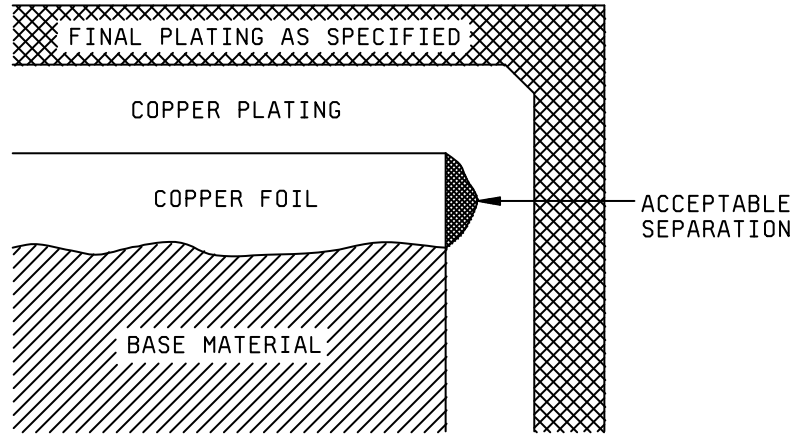 FINAL PLATING AS SPECIFIED
COPPER PLATING
COPPER FOIL
ACCEPTABLE
SEPARATION
BASE MATERIAL